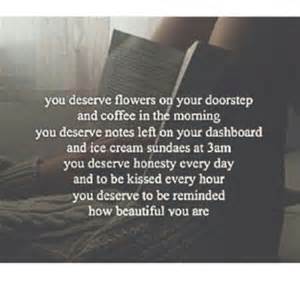 you deserve flowers on your doorstep
and coffee in the morning
you deserve notes left on your dashboard
and ice cream sundaes at 3am
you deserve honesty every day
and to be kissed every hour
you deserve to be reminded
how beautiful you are